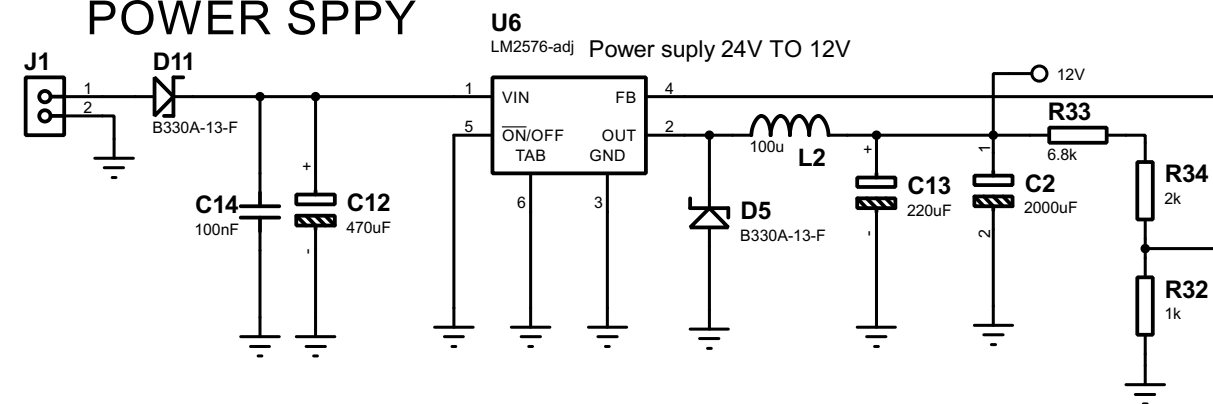 POWER SPPY
U6
LM2576-adj Power suply 24V TO 12V
J1
D11
1
2
B330A-13-F
1
VIN
FB
4
12V
5
ON/OFF
OUT
2
TAB
GND
6
3
100u
L2
R33
6.8k
R34
2k
C14
100nF
+
C12
470uF
-
D5
B330A-13-F
+
C13
220uF
-
1
C2
2000uF
2
R32
1k